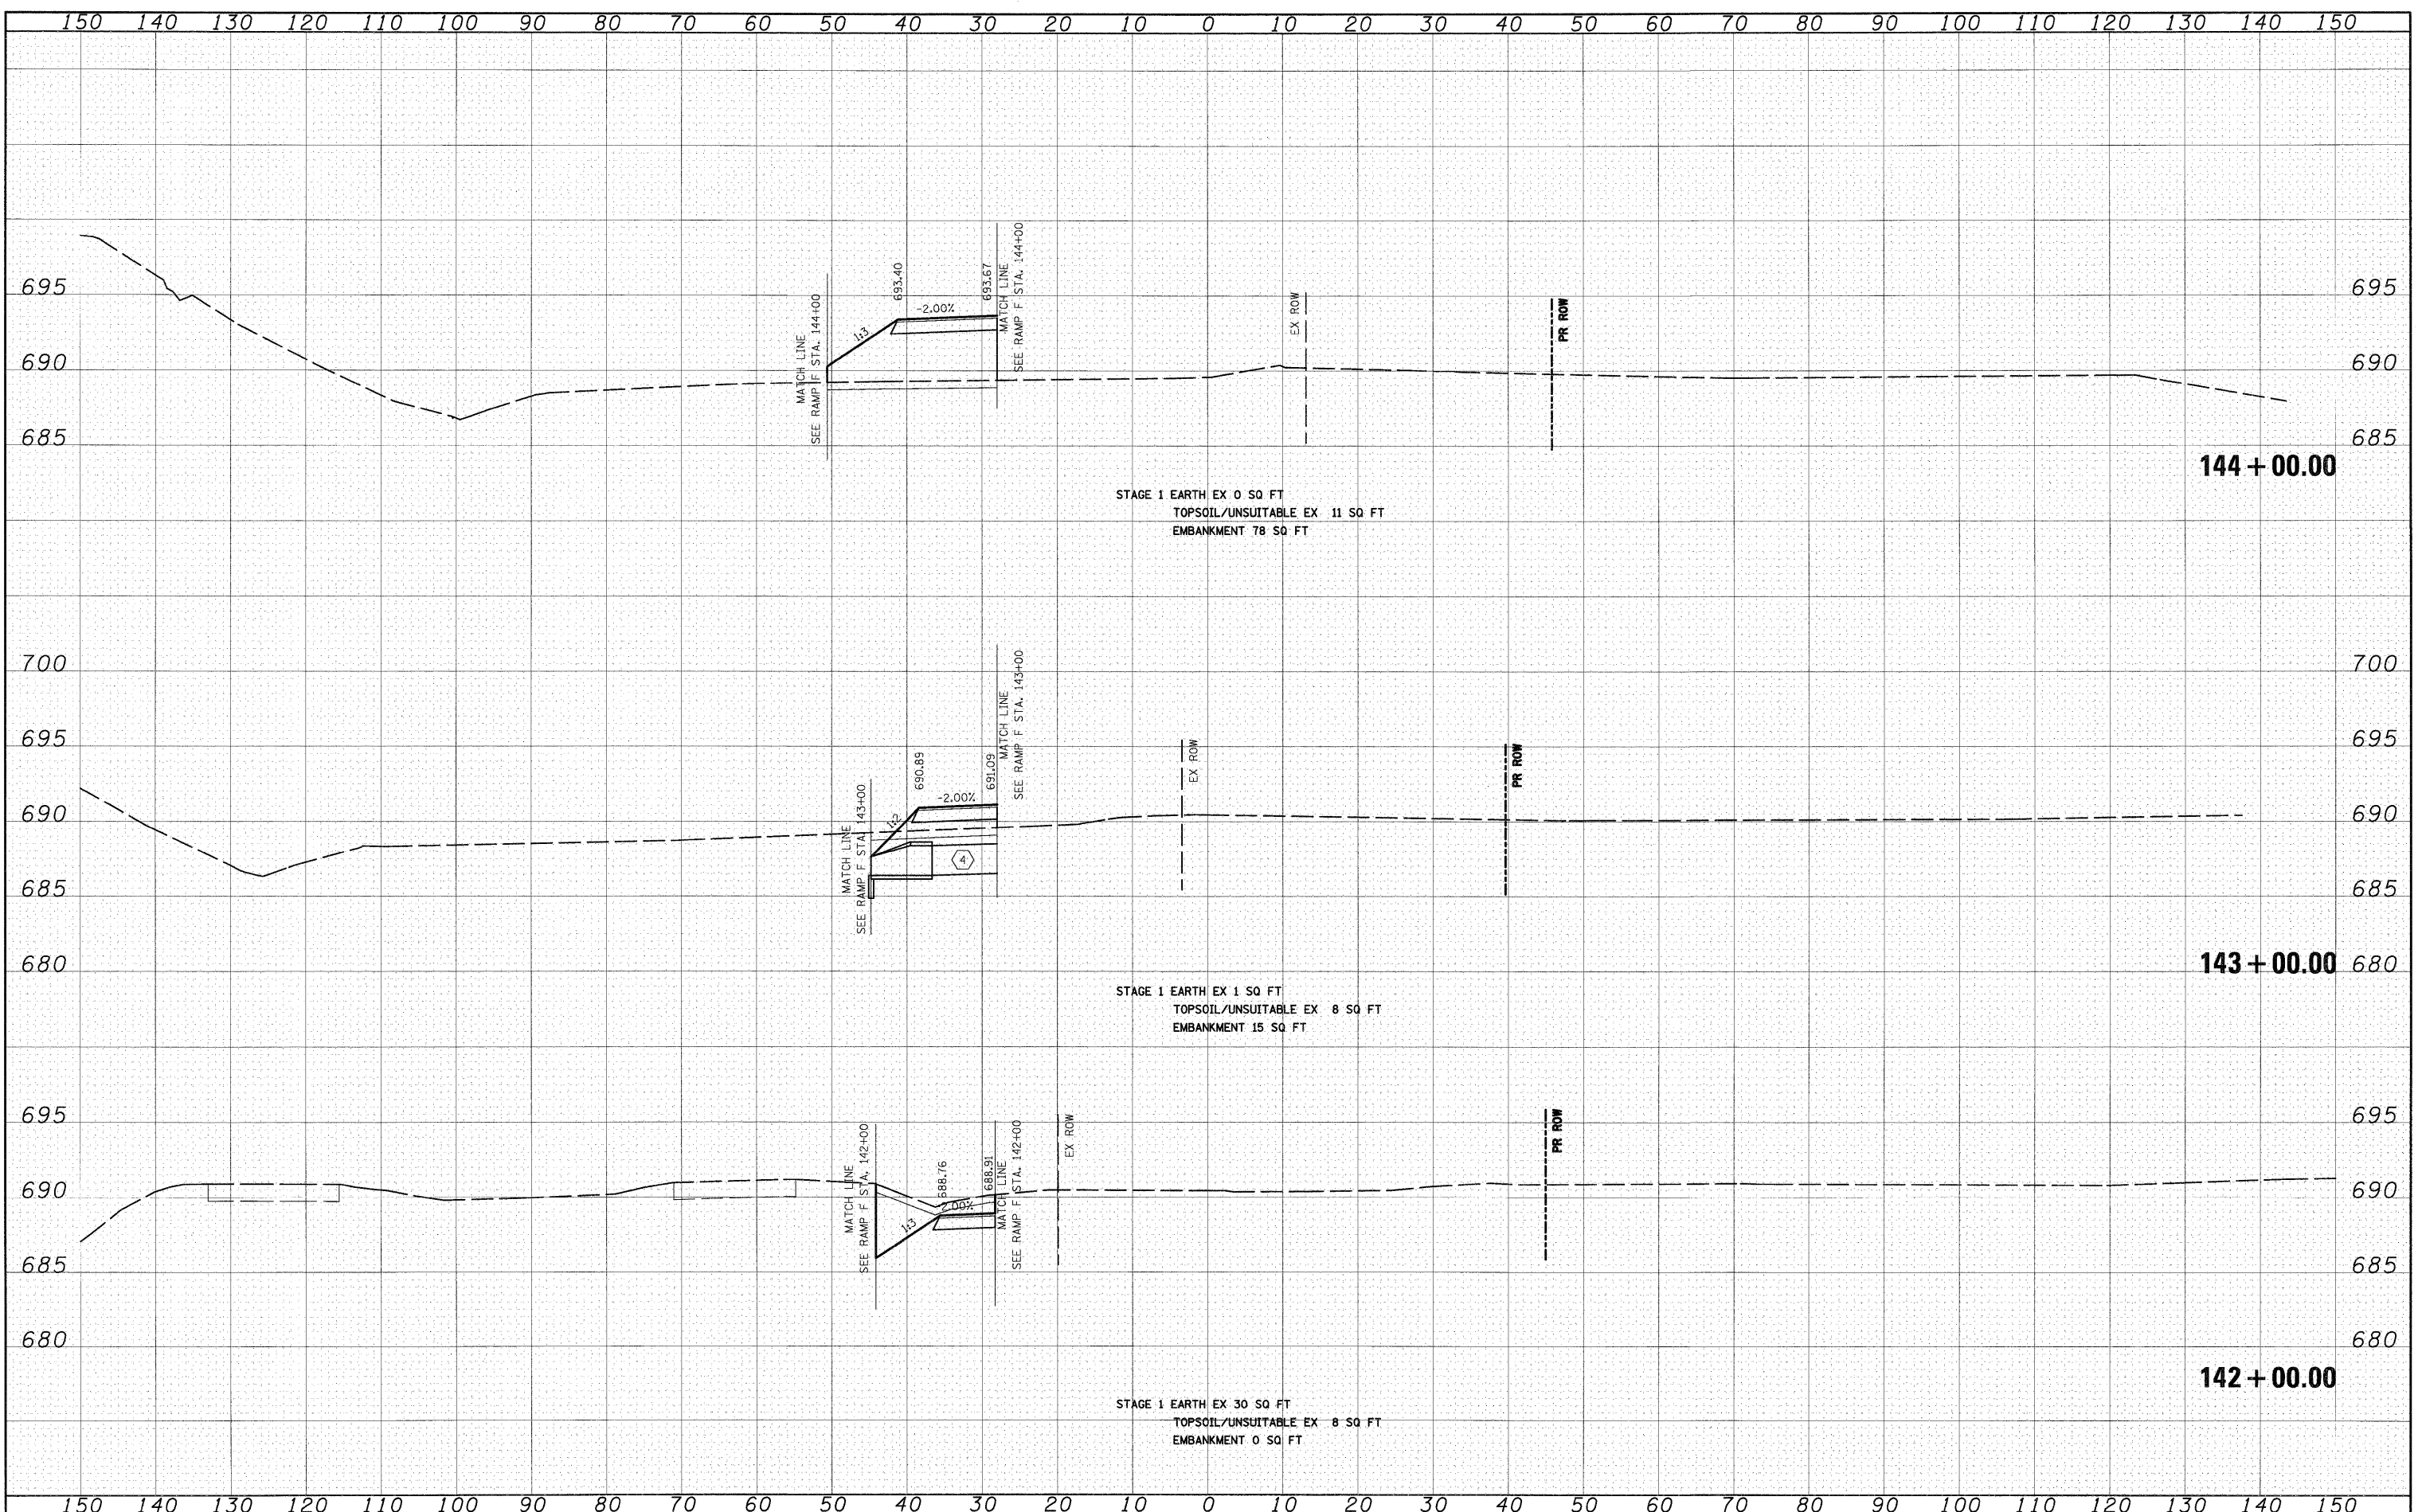 150 140 130 120 110 100 90 80 70 60 50 40 30 20 10 0 10 20 30 40 50 60 70 80 90 100 110 120 130 140 150
695 695
690 690
685 685
MATCH LINE
SEE RAMP F STA. 144+00
1:3
693.40
-2.00%
693.67
MATCH LINE
SEE RAMP F STA. 144+00
EX ROW
PR ROW
144+00.00
STAGE 1 EARTH EX 0 SQ FT
TOPSOIL/UNSUITABLE EX 11 SQ FT
EMBANKMENT 78 SQ FT
700 700
695 695
690 690
685 685
680 680
MATCH LINE
SEE RAMP F STA. 143+00
1:2
690.89
-2.00%
691.09
4
MATCH LINE
SEE RAMP F STA. 143+00
EX ROW
PR ROW
143+00.00
STAGE 1 EARTH EX 1 SQ FT
TOPSOIL/UNSUITABLE EX 8 SQ FT
EMBANKMENT 15 SQ FT
695 695
690 690
685 685
680 680
MATCH LINE
SEE RAMP F STA. 142+00
1:3
688.76
-2.00%
688.91
MATCH LINE
SEE RAMP F STA. 142+00
EX ROW
PR ROW
142+00.00
STAGE 1 EARTH EX 30 SQ FT
TOPSOIL/UNSUITABLE EX 8 SQ FT
EMBANKMENT 0 SQ FT
150 140 130 120 110 100 90 80 70 60 50 40 30 20 10 0 10 20 30 40 50 60 70 80 90 100 110 120 130 140 150